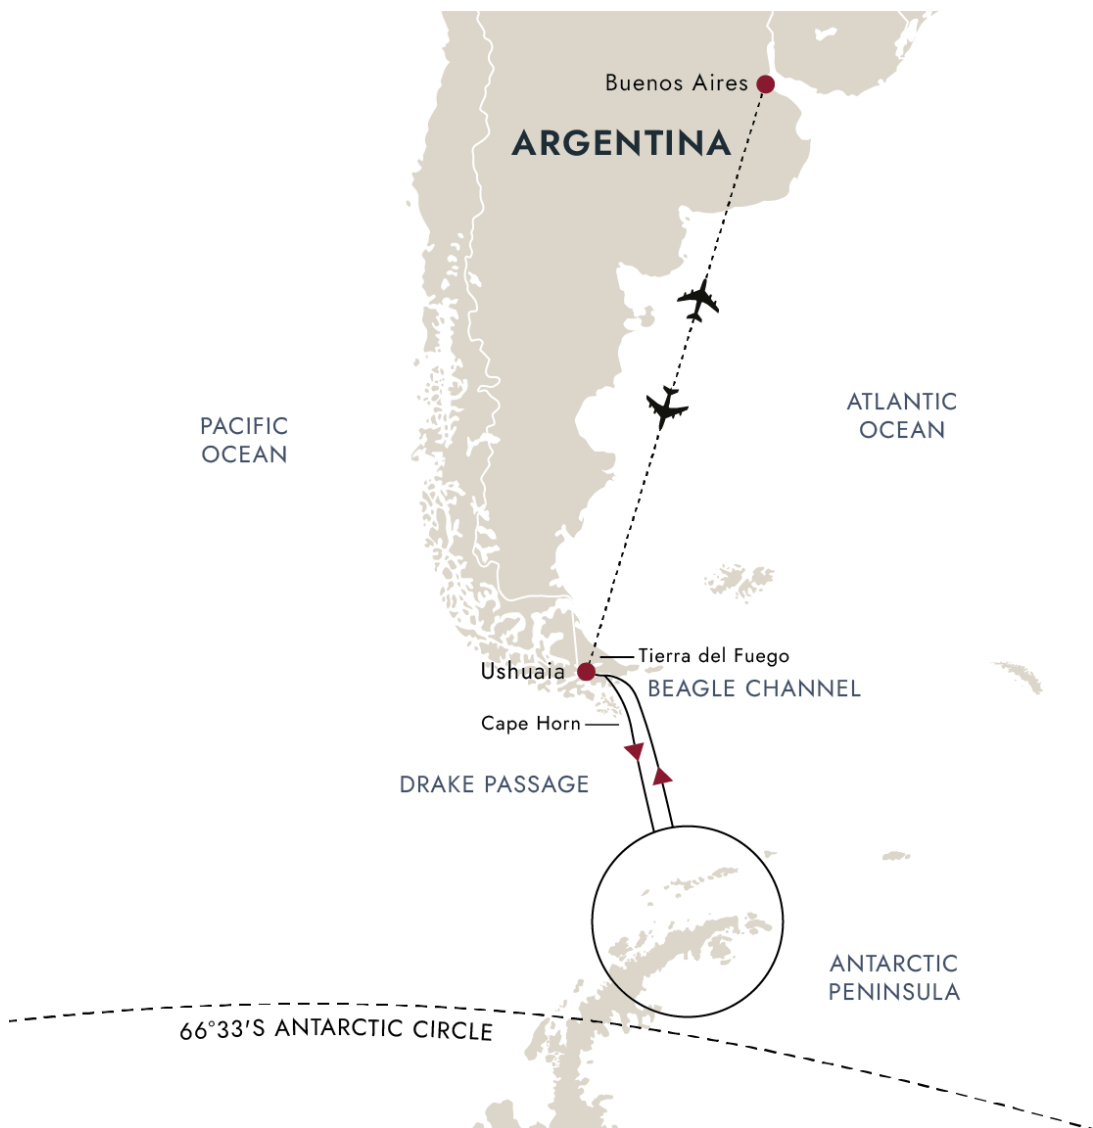 Buenos Aires
ARGENTINA
ATLANTIC
OCEAN
PACIFIC
OCEAN
Tierra del Fuego
Ushuaia
BEAGLE CHANNEL
Cape Horn
DRAKE PASSAGE
ANTARCTIC
PENINSULA
66°33'S ANTARCTIC CIRCLE